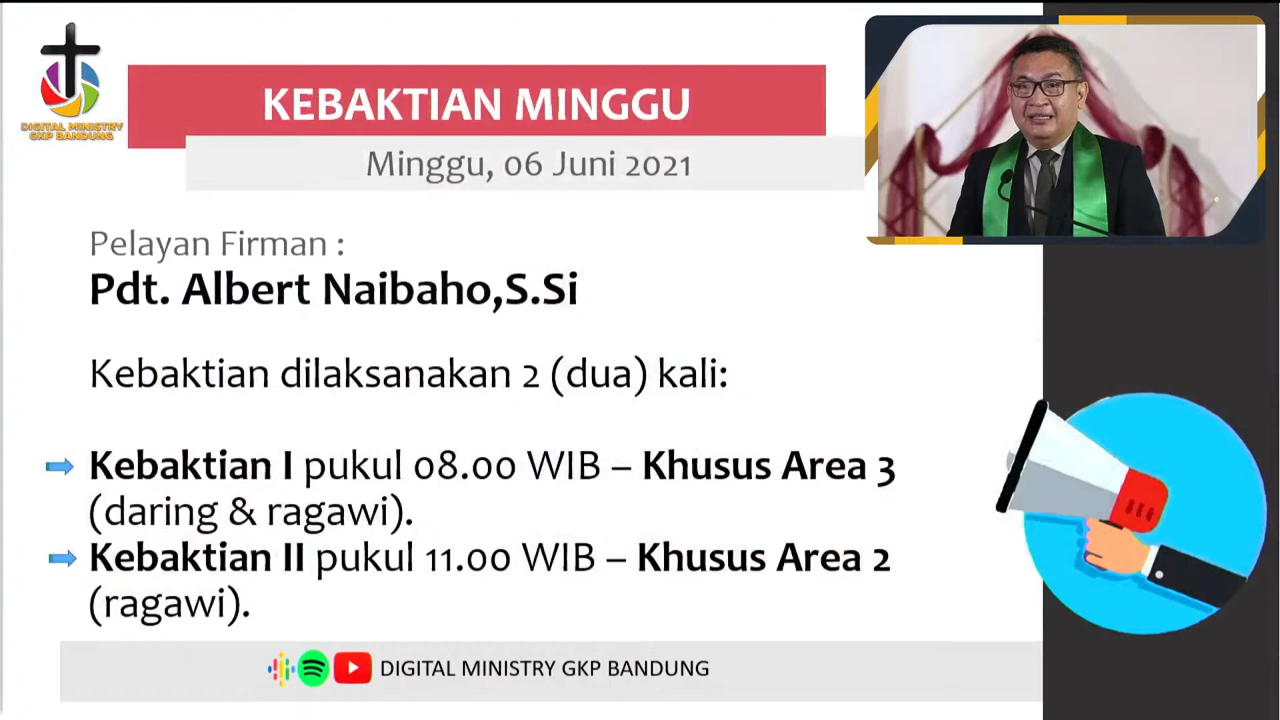 DIGITAL MINISTRY
GKP BANDUNG
KEBAKTIAN MINGGU
Minggu, 06 Juni 2021
Pelayan Firman :
Pdt. Albert Naibaho,S.Si
Kebaktian dilaksanakan 2 (dua) kali:
Kebaktian I pukul 08.00 WIB – Khusus Area 3
(daring & ragawi).
Kebaktian II pukul 11.00 WIB – Khusus Area 2
(ragawi).
DIGITAL MINISTRY GKP BANDUNG